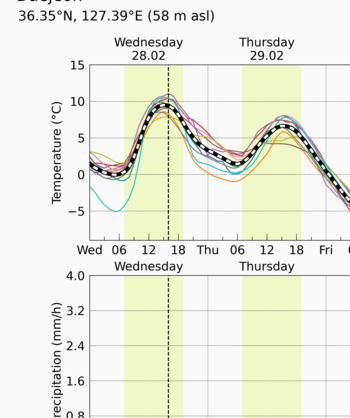 36.35°N, 127.39°E (58 m asl)
Wednesday Thursday
28.02 29.02
15
10
5
0
−5
Temperature (°C)
Wed 06 12 18 Thu 06 12 18 Fri
Wednesday Thursday
4.0
3.2
2.4
1.6
0.8
recipitation (mm/h)